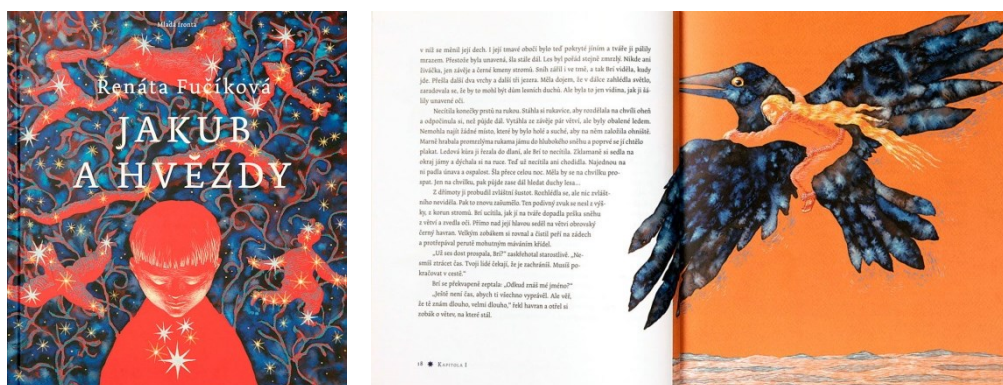 Mladá fronta
Renáta Fučíková
JAKUB
A HVĚZDY
v níž se měnil její dech. I její tmavé obočí bylo teď pokryté jíním a tváře jí pálily
mrazem. Přestože byla unavená, šla stále dál. Les byl pořád stejně zmrzlý. Nikde ani
živáčka, jen závěje a černé kmeny stromů. Sníh zářil i ve tmě, a tak Brí viděla, kudy
jde. Přešla další dva vrchy a další tři jezera. Měla dojem, že v dálce zahlédla světlo,
zaradovala se, že by to mohl být dům lesních duchů. Ale byla to jen vidina, jak ji šá-
lily unavené oči.
Necítila konečky prstů na rukou. Stáhla si rukavice, aby rozdělala na chvíli oheň
a odpočinula si, než půjde dál. Vytáhla ze závěje pár větví, ale byly obalené ledem.
Nemohla najít žádné místo, které by bylo holé a suché, aby na něm založila ohniště.
Marně hrabala promrzlýma rukama jámu do hlubokého sněhu a poprvé se jí chtělo
plakat. Ledová kůra jí řezala do dlaní, ale Brí to necítila. Zklamaně si sedla na
okraj jámy a dýchala si na ruce. Teď už necítila ani chodidla. Najednou na
ni padla únava a ospalost. Šla přece celou noc. Měla by se na chvilku pro-
spat. Jen na chvilku, pak půjde zase dál hledat duchy lesa...
Z dřímoty ji probudil zvláštní šustot. Rozhlédla se, ale nic zvlášt-
ního neviděla. Pak to znovu zašumělo. Ten podivný zvuk se nesl z výš-
ky, z korun stromů. Brí ucítila, jak jí na tváře dopadla prška sněhu
z větví a zvedla oči. Přímo nad její hlavou seděl na větvi obrovský
černý havran. Velkým zobákem si rovnal a čistil peří na zádech
a protřepával perutě mohutným máváním křídel.
„Už ses dost prospala, Brí?“ zaskřehotal starostlivě. „Ne-
smíš ztrácet čas. Tvoji lidé čekají, že je zachráníš. Musíš po-
kračovat v cestě.“
Brí se překvapeně zeptala: „Odkud znáš mé jméno?“
„Ještě není čas, abych ti všechno vyprávěl. Ale věř,
že tě znám dlouho, velmi dlouho,“ řekl havran a otřel si
zobák o větev, na které stál.
18 ✸ KAPITOLA I